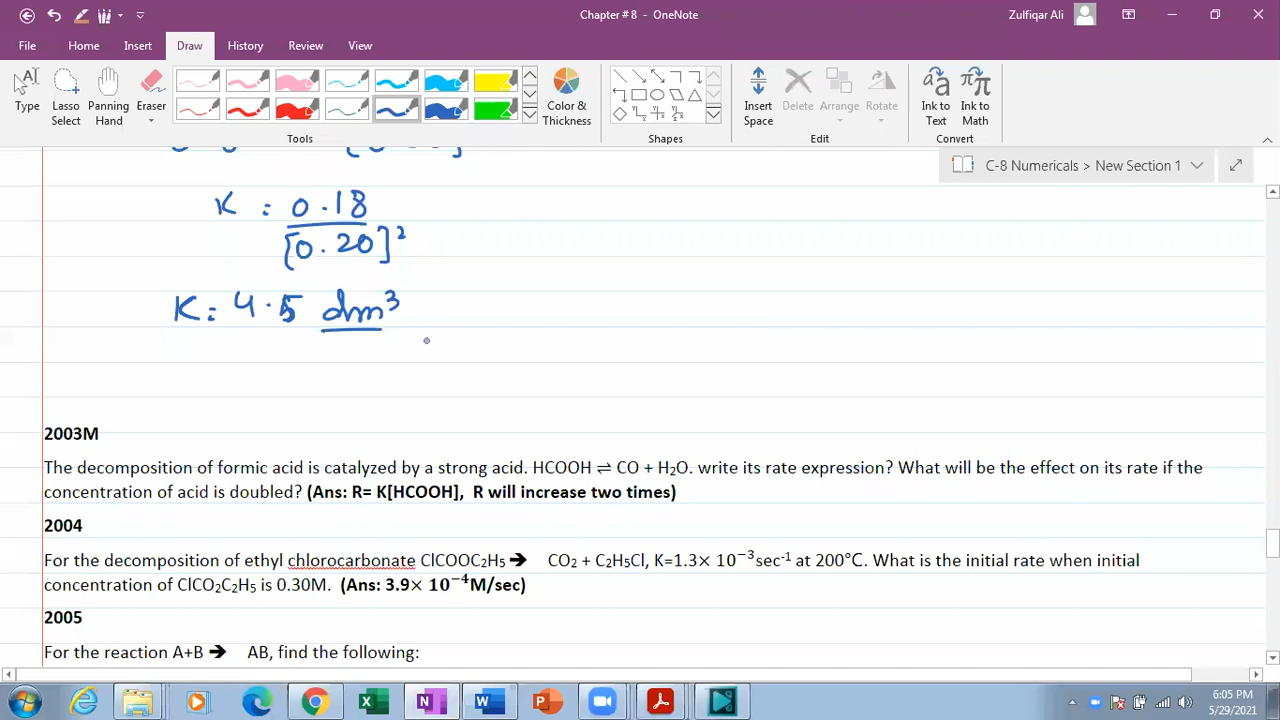 Chapter # 8 - OneNote
Zulfiqar Ali
File Home Insert Draw History Review View
Type
Lasso Select
Panning Hand
Eraser
Color & Thickness
Insert Space
Delete
Arrange
Rotate
Ink to Text
Ink to Math
Tools
Shapes
Edit
Convert
C-8 Numericals > New Section 1
K : 0.18
[0.20]²
K : 4.5 dm³
2003M
The decomposition of formic acid is catalyzed by a strong acid. HCOOH ⇌ CO + H₂O. write its rate expression? What will be the effect on its rate if the
concentration of acid is doubled? (Ans: R= K[HCOOH], R will increase two times)
2004
For the decomposition of ethyl chlorocarbonate ClCOOC₂H₅ 🡺 CO₂ + C₂H₅Cl, K=1.3× 10⁻³sec⁻¹ at 200℃. What is the initial rate when initial
concentration of ClCO₂C₂H₅ is 0.30M. (Ans: 3.9× 10⁻⁴M/sec)
2005
For the reaction A+B 🡺 AB, find the following:
6:05 PM
5/29/2021